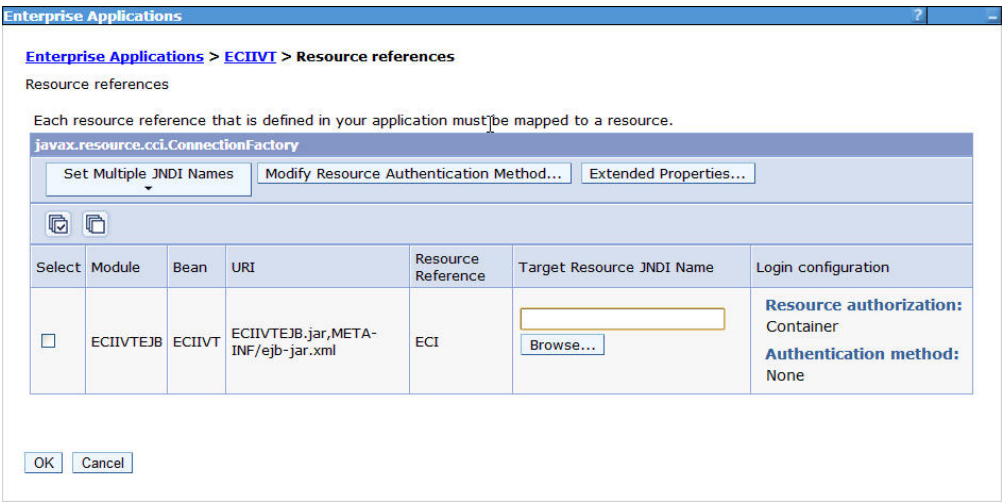 Enterprise Applications
?
Enterprise Applications > ECIIVT > Resource references
Resource references
Each resource reference that is defined in your application must be mapped to a resource.
javax.resource.cci.ConnectionFactory
Set Multiple JNDI Names
Modify Resource Authentication Method...
Extended Properties...
Select
Module
Bean
URI
Resource
Reference
Target Resource JNDI Name
Login configuration
ECIIVTEJB
ECIIVT
ECIIVTEJB.jar,META-
INF/ejb-jar.xml
ECI
Browse...
Resource authorization:
Container
Authentication method:
None
OK
Cancel